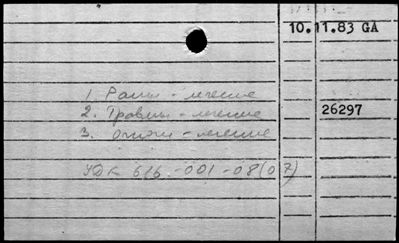 10.11.83 GA
1. Раны - лечение
2. Травмы - лечение
26297
3. Ожоги - лечение
УДК 616-001-08(07)